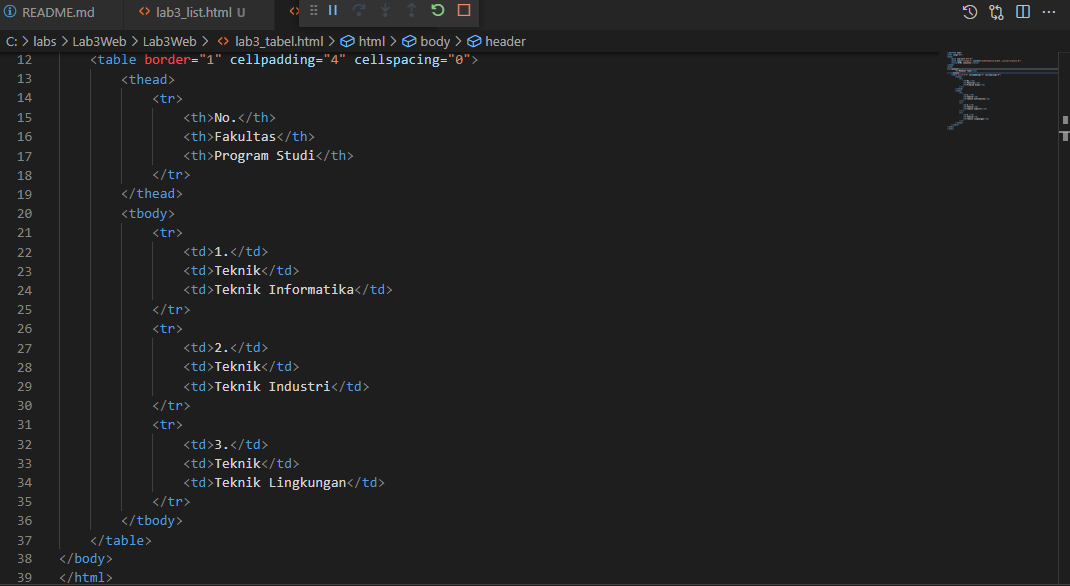 README.md lab3_list.html U
C: > labs > Lab3Web > Lab3Web > lab3_tabel.html > html > body > header
12 <table border="1" cellpadding="4" cellspacing="0">
13 <thead>
14 <tr>
15 <th>No.</th>
16 <th>Fakultas</th>
17 <th>Program Studi</th>
18 </tr>
19 </thead>
20 <tbody>
21 <tr>
22 <td>1.</td>
23 <td>Teknik</td>
24 <td>Teknik Informatika</td>
25 </tr>
26 <tr>
27 <td>2.</td>
28 <td>Teknik</td>
29 <td>Teknik Industri</td>
30 </tr>
31 <tr>
32 <td>3.</td>
33 <td>Teknik</td>
34 <td>Teknik Lingkungan</td>
35 </tr>
36 </tbody>
37 </table>
38 </body>
39 </html>